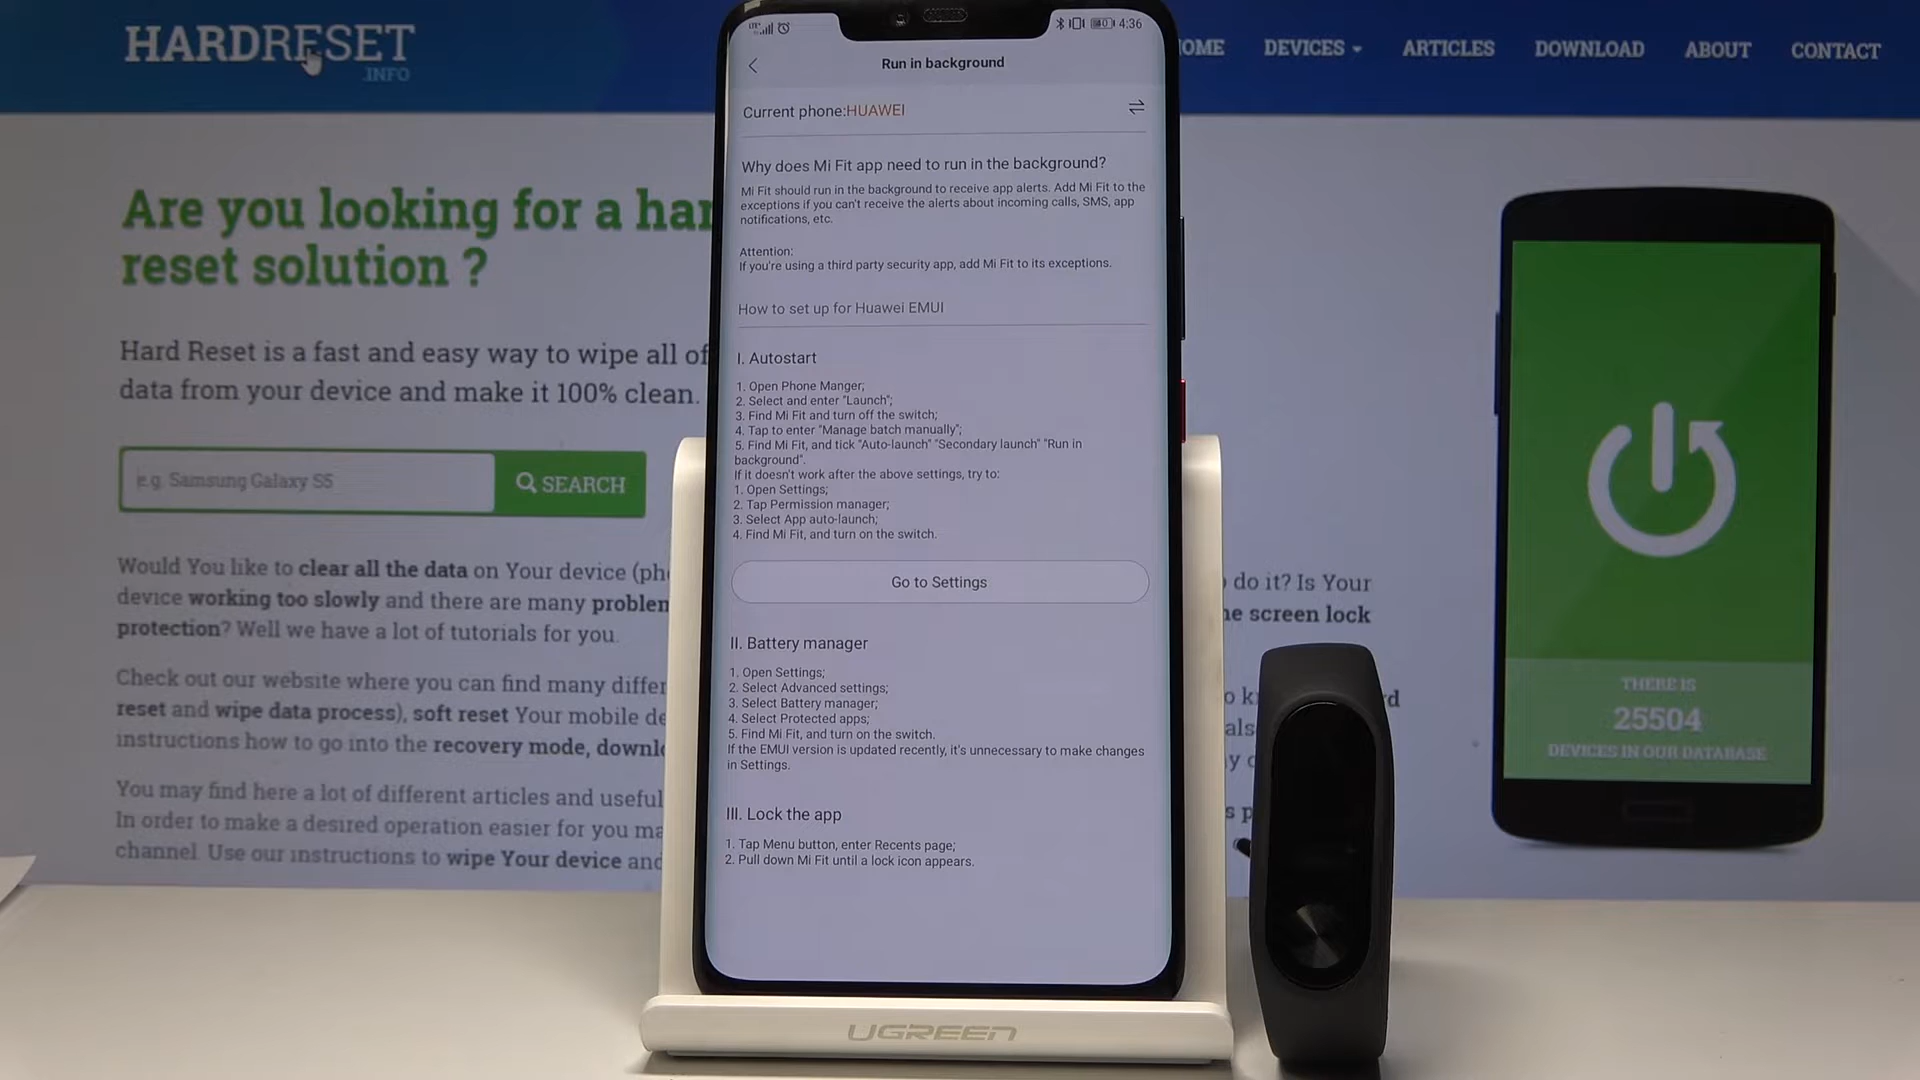 HARDRESET
.INFO
HOME DEVICES ARTICLES DOWNLOAD ABOUT CONTACT
Are you looking for a har
reset solution ?
Hard Reset is a fast and easy way to wipe all of
data from your device and make it 100% clean.
e.g. Samsung Galaxy S5
SEARCH
Would You like to clear all the data on Your device (pho
device working too slowly and there are many problem
protection? Well we have a lot of tutorials for you.
Check out our website where you can find many differ
reset and wipe data process), soft reset Your mobile de
instructions how to go into the recovery mode, downlo
You may find here a lot of different articles and useful
In order to make a desired operation easier for you ma
channel. Use our instructions to wipe Your device and
4:36
Run in background
Current phone:HUAWEI
Why does Mi Fit app need to run in the background?
Mi Fit should run in the background to receive app alerts. Add Mi Fit to the
exceptions if you can't receive the alerts about incoming calls, SMS, app
notifications, etc.
Attention:
If you're using a third party security app, add Mi Fit to its exceptions.
How to set up for Huawei EMUI
I. Autostart
1. Open Phone Manger;
2. Select and enter "Launch";
3. Find Mi Fit and turn off the switch;
4. Tap to enter "Manage batch manually";
5. Find Mi Fit, and tick "Auto-launch" "Secondary launch" "Run in
background".
If it doesn't work after the above settings, try to:
1. Open Settings;
2. Tap Permission manager;
3. Select App auto-launch;
4. Find Mi Fit, and turn on the switch.
Go to Settings
II. Battery manager
1. Open Settings;
2. Select Advanced settings;
3. Select Battery manager;
4. Select Protected apps;
5. Find Mi Fit, and turn on the switch.
If the EMUI version is updated recently, it's unnecessary to make changes
in Settings.
III. Lock the app
1. Tap Menu button, enter Recents page;
2. Pull down Mi Fit until a lock icon appears.
UGREEN
do it? Is Your
screen lock
THERE IS
25504
DEVICES IN OUR DATABASE